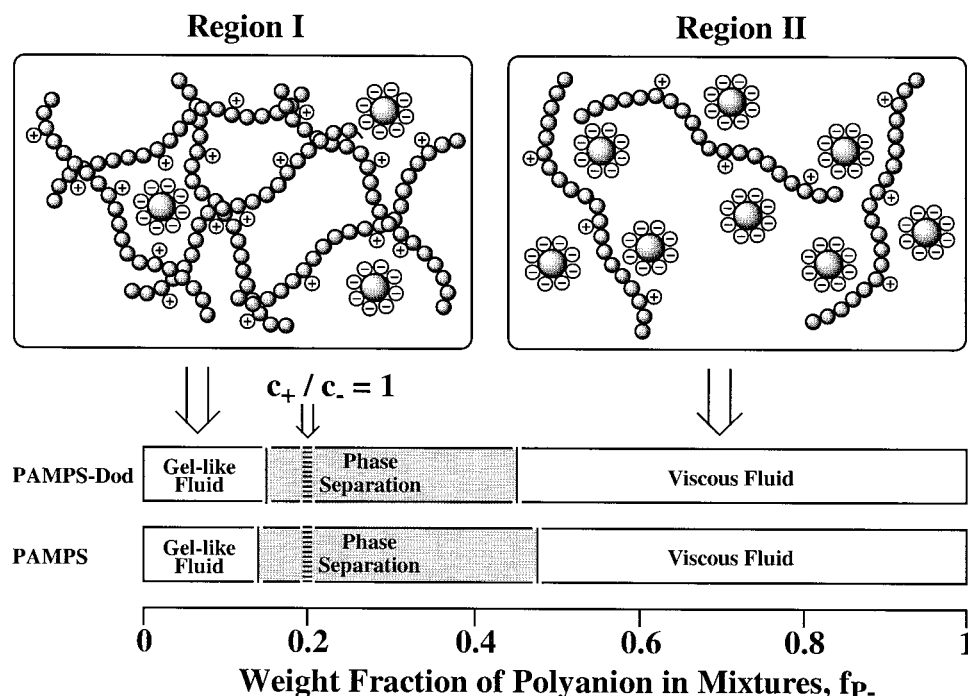 Region I
Region II
c₊ / c₋ = 1
PAMPS-Dod
Gel-like
Fluid
Phase
Separation
Viscous Fluid
PAMPS
Gel-like
Fluid
Phase
Separation
Viscous Fluid
0 0.2 0.4 0.6 0.8 1
Weight Fraction of Polyanion in Mixtures, fP-